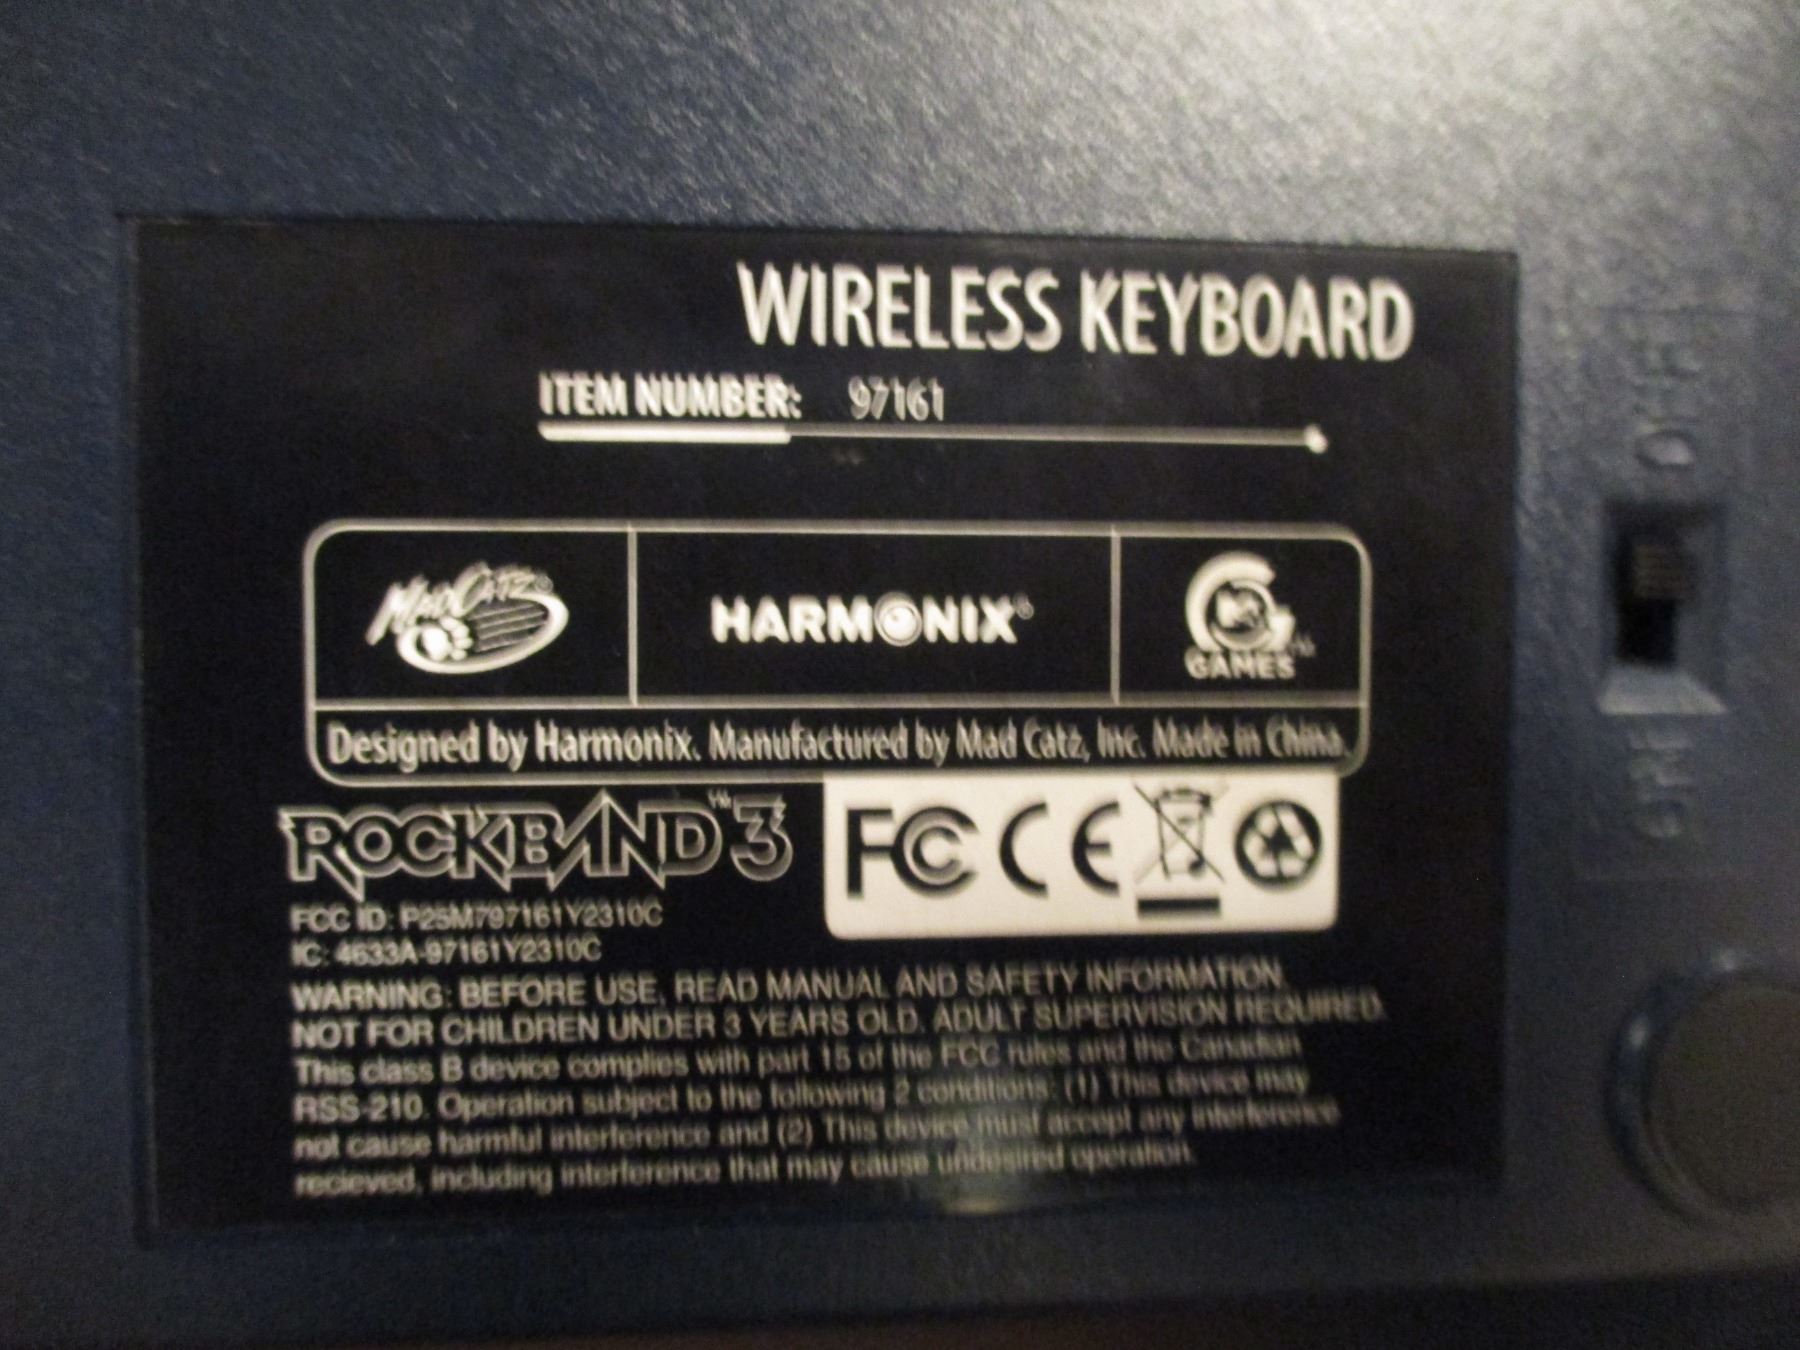 WIRELESS KEYBOARD
ITEM NUMBER: 97161
MAD CATZ®
HARMONIX®
GAMES
Designed by Harmonix. Manufactured by Mad Catz, Inc. Made in China.
ROCKBAND™3
FCC CE
FCC ID: P25M797161Y2310C
IC: 4633A-97161Y2310C
WARNING: BEFORE USE, READ MANUAL AND SAFETY INFORMATION.
NOT FOR CHILDREN UNDER 3 YEARS OLD. ADULT SUPERVISION REQUIRED.
This class B device complies with part 15 of the FCC rules and the Canadian
RSS-210. Operation subject to the following 2 conditions: (1) This device may
not cause harmful interference and (2) This device must accept any interference
recieved, including interference that may cause undesired operation.